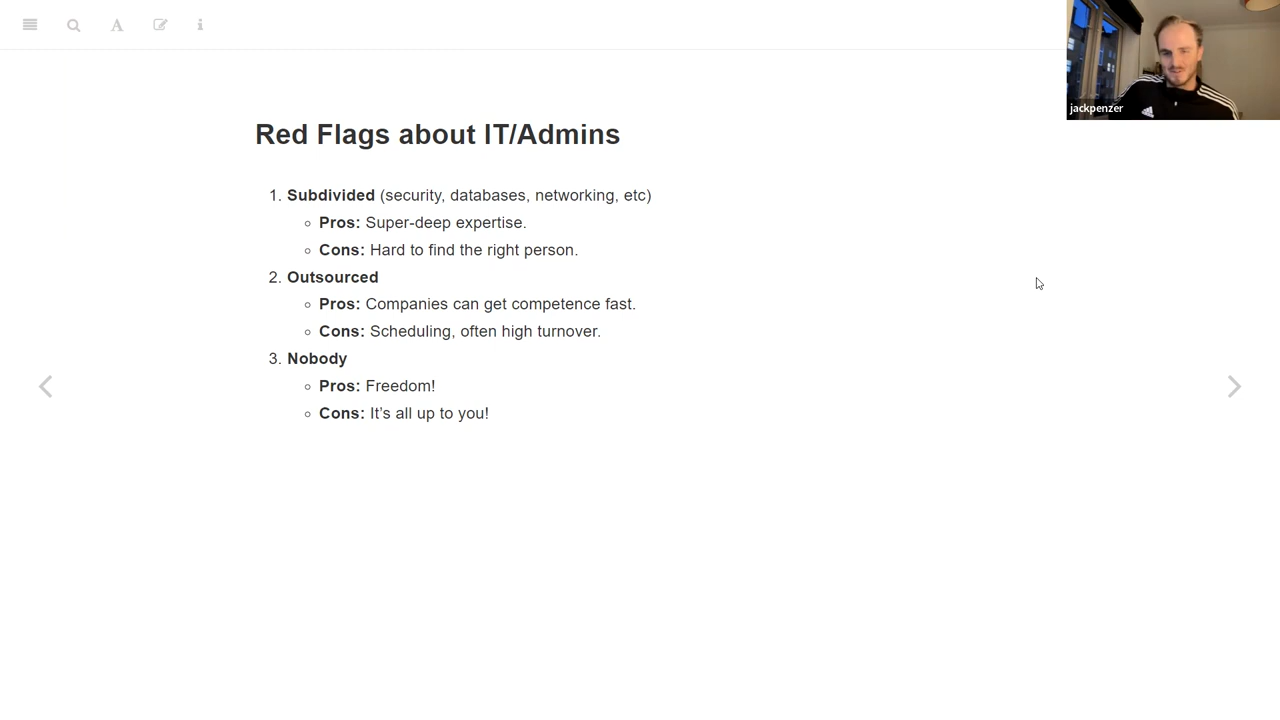 jackpenzer
Red Flags about IT/Admins
1. Subdivided (security, databases, networking, etc)
Pros: Super-deep expertise.
Cons: Hard to find the right person.
2. Outsourced
Pros: Companies can get competence fast.
Cons: Scheduling, often high turnover.
3. Nobody
Pros: Freedom!
Cons: It’s all up to you!